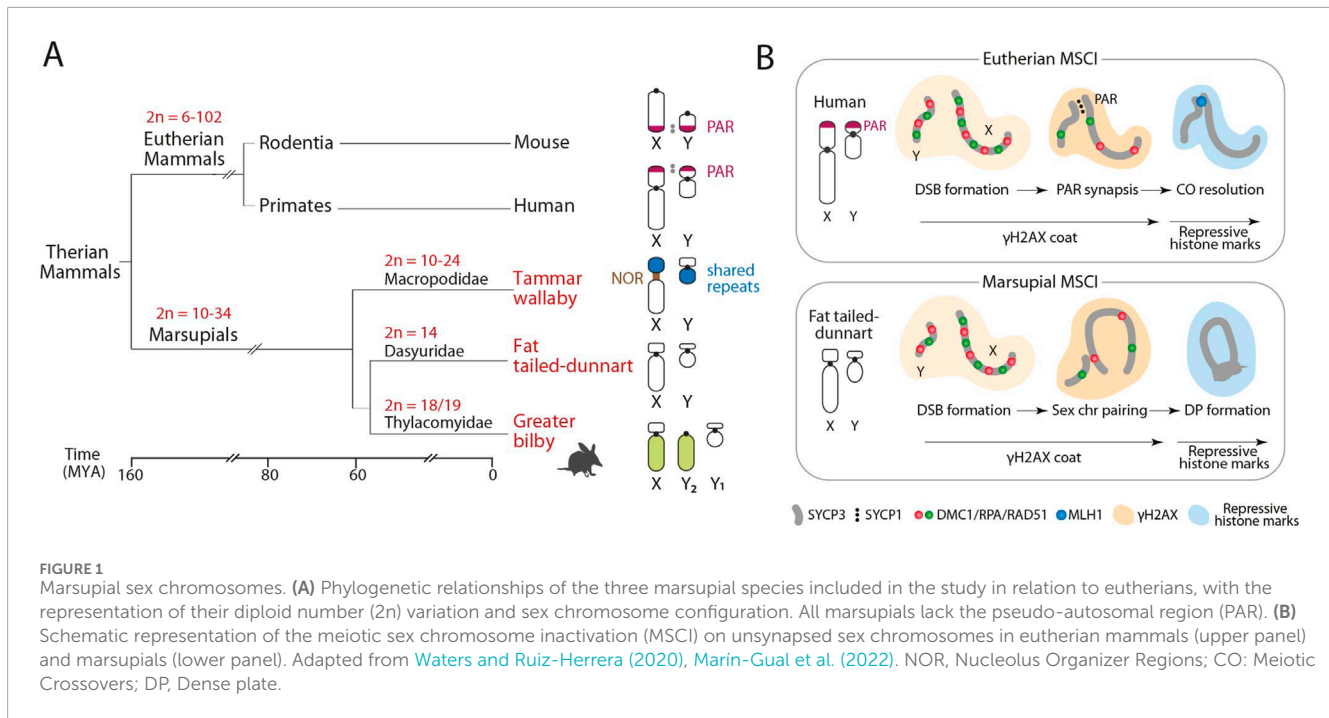 A
2n = 6-102
Eutherian
Mammals
Rodentia
Mouse
Primates
Human
Therian
Mammals
2n = 10-34
Marsupials
2n = 10-24
Macropodidae
Tammar
wallaby
2n = 14
Dasyuridae
Fat
tailed-dunnart
2n = 18/19
Thylacomyidae
Greater
bilby
Time
(MYA)
160
80
60
0
PAR
X Y
PAR
X Y
NOR
shared
repeats
X Y
X Y
X Y₂ Y₁
B
Eutherian MSCI
Human
PAR
X Y
Y
X
PAR
DSB formation
PAR synapsis
CO resolution
γH2AX coat
Repressive
histone marks
Marsupial MSCI
Fat tailed-
dunnart
X Y
Y
X
DSB formation
Sex chr pairing
DP formation
γH2AX coat
Repressive
histone marks
SYCP3 SYCP1 DMC1/RPA/RAD51 MLH1 γH2AX Repressive
histone marks
FIGURE 1
Marsupial sex chromosomes. (A) Phylogenetic relationships of the three marsupial species included in the study in relation to eutherians, with the
representation of their diploid number (2n) variation and sex chromosome configuration. All marsupials lack the pseudo-autosomal region (PAR). (B)
Schematic representation of the meiotic sex chromosome inactivation (MSCI) on unsynapsed sex chromosomes in eutherian mammals (upper panel)
and marsupials (lower panel). Adapted from Waters and Ruiz-Herrera (2020), Marín-Gual et al. (2022). NOR, Nucleolus Organizer Regions; CO: Meiotic
Crossovers; DP, Dense plate.